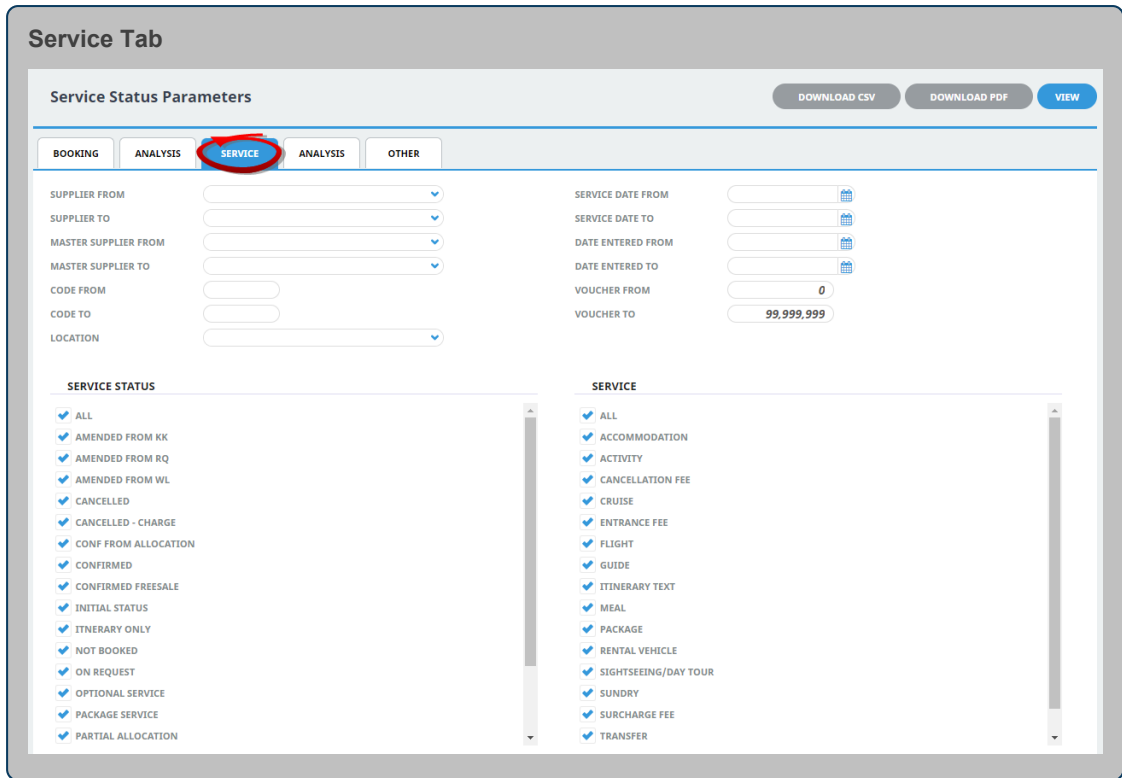 Service Tab
Service Status Parameters
DOWNLOAD CSV
DOWNLOAD PDF
VIEW
BOOKING
ANALYSIS
SERVICE
ANALYSIS
OTHER
SUPPLIER FROM
SUPPLIER TO
MASTER SUPPLIER FROM
MASTER SUPPLIER TO
CODE FROM
CODE TO
LOCATION
SERVICE DATE FROM
SERVICE DATE TO
DATE ENTERED FROM
DATE ENTERED TO
VOUCHER FROM 0
VOUCHER TO 99,999,999
SERVICE STATUS
ALL
AMENDED FROM KK
AMENDED FROM RQ
AMENDED FROM WL
CANCELLED
CANCELLED - CHARGE
CONF FROM ALLOCATION
CONFIRMED
CONFIRMED FREESALE
INITIAL STATUS
ITNERARY ONLY
NOT BOOKED
ON REQUEST
OPTIONAL SERVICE
PACKAGE SERVICE
PARTIAL ALLOCATION
SERVICE
ALL
ACCOMMODATION
ACTIVITY
CANCELLATION FEE
CRUISE
ENTRANCE FEE
FLIGHT
GUIDE
ITINERARY TEXT
MEAL
PACKAGE
RENTAL VEHICLE
SIGHTSEEING/DAY TOUR
SUNDRY
SURCHARGE FEE
TRANSFER